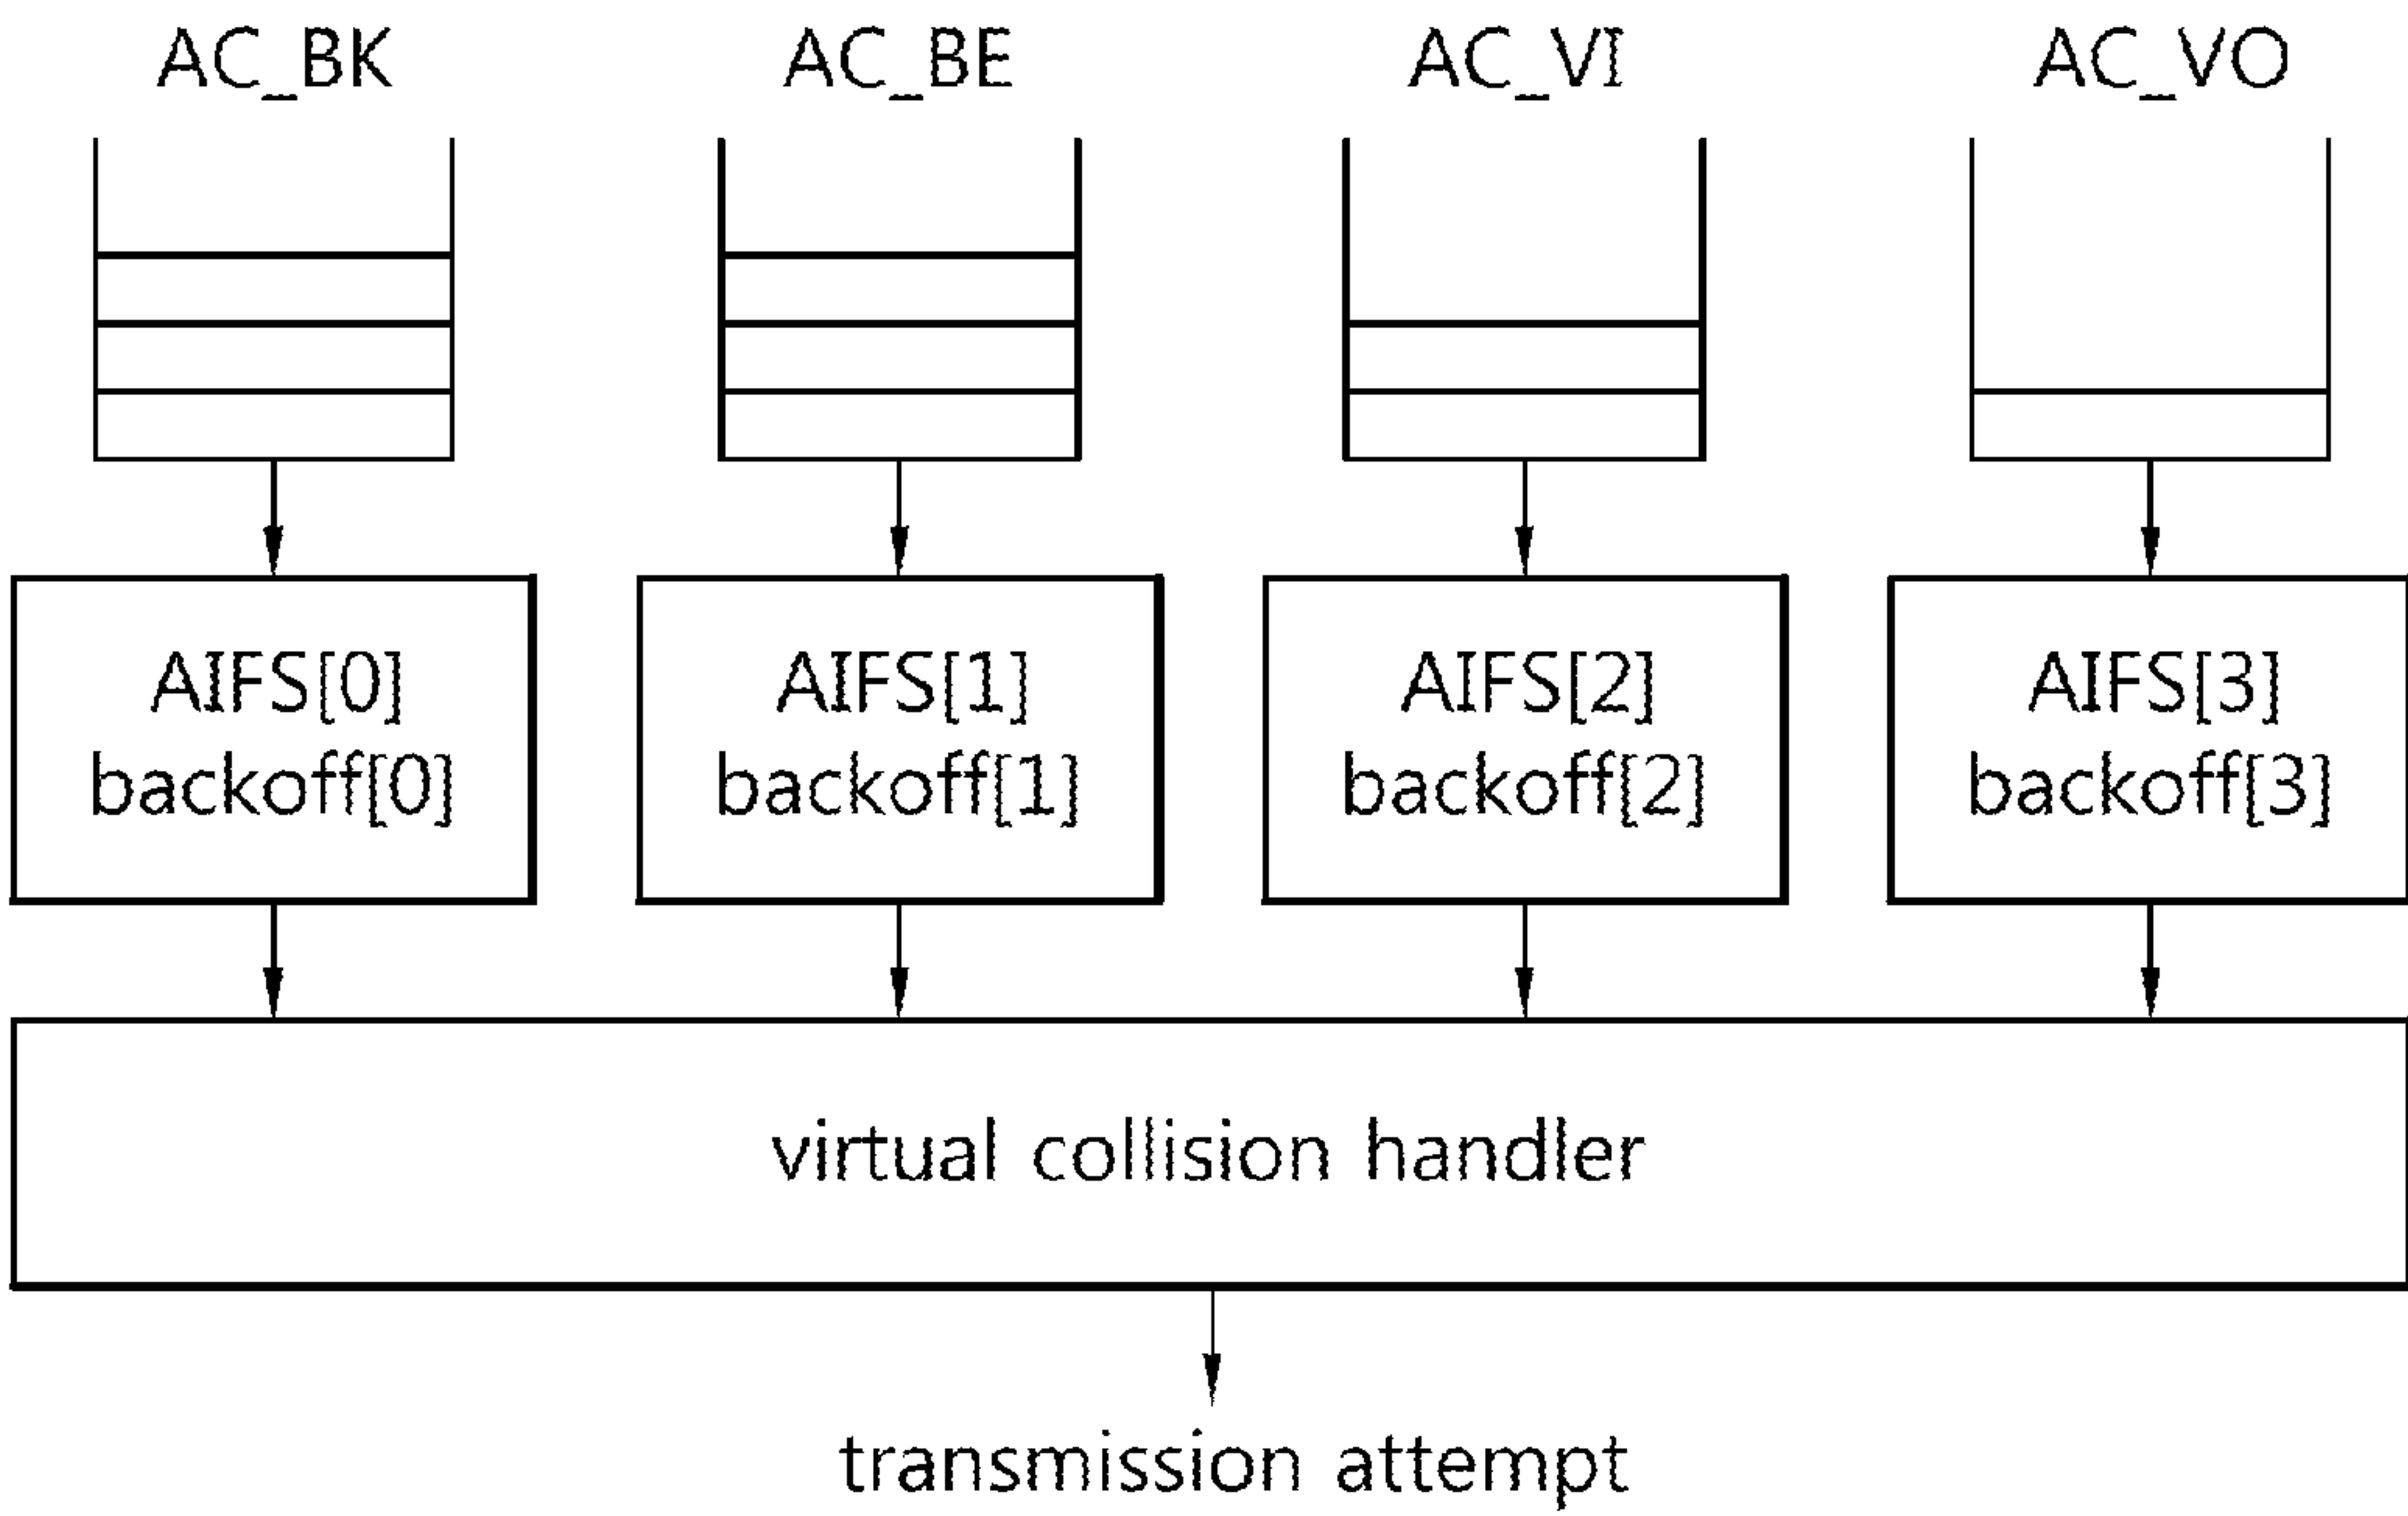 AC_BK
AC_BE
AC_VI
AC_VO
AIFS[0]
backoff[0]
AIFS[1]
backoff[1]
AIFS[2]
backoff[2]
AIFS[3]
backoff[3]
virtual collision handler
transmission attempt